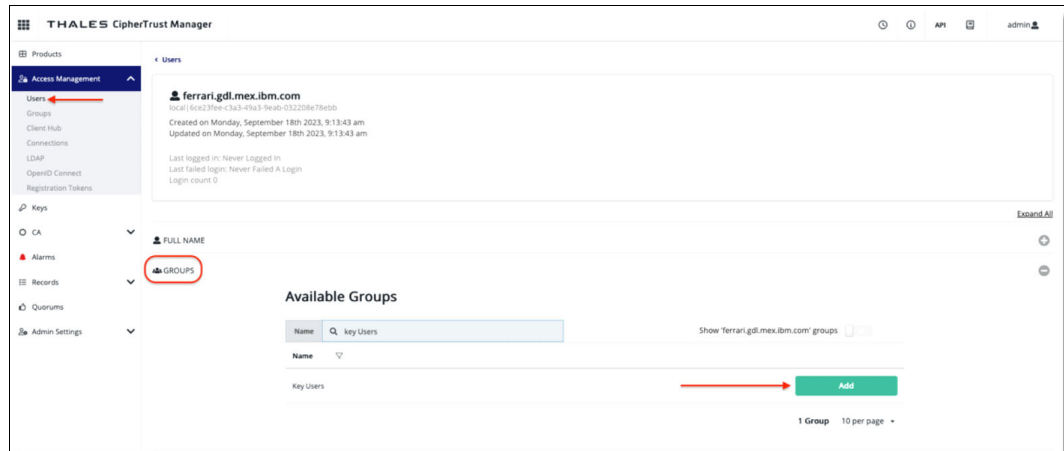 THALES CipherTrust Manager
API
admin
Products
Access Management
Users
Groups
Client Hub
Connections
LDAP
OpenID Connect
Registration Tokens
Keys
CA
Alarms
Records
Quorums
Admin Settings
‹ Users
ferrari.gdl.mex.ibm.com
local|6ce23fee-c3a3-49a3-9eab-032208e78ebb
Created on Monday, September 18th 2023, 9:13:43 am
Updated on Monday, September 18th 2023, 9:13:43 am
Last logged in: Never Logged In
Last failed login: Never Failed A Login
Login count 0
Expand All
FULL NAME
GROUPS
Available Groups
Name key Users
Show 'ferrari.gdl.mex.ibm.com' groups
Name
Key Users Add
1 Group 10 per page